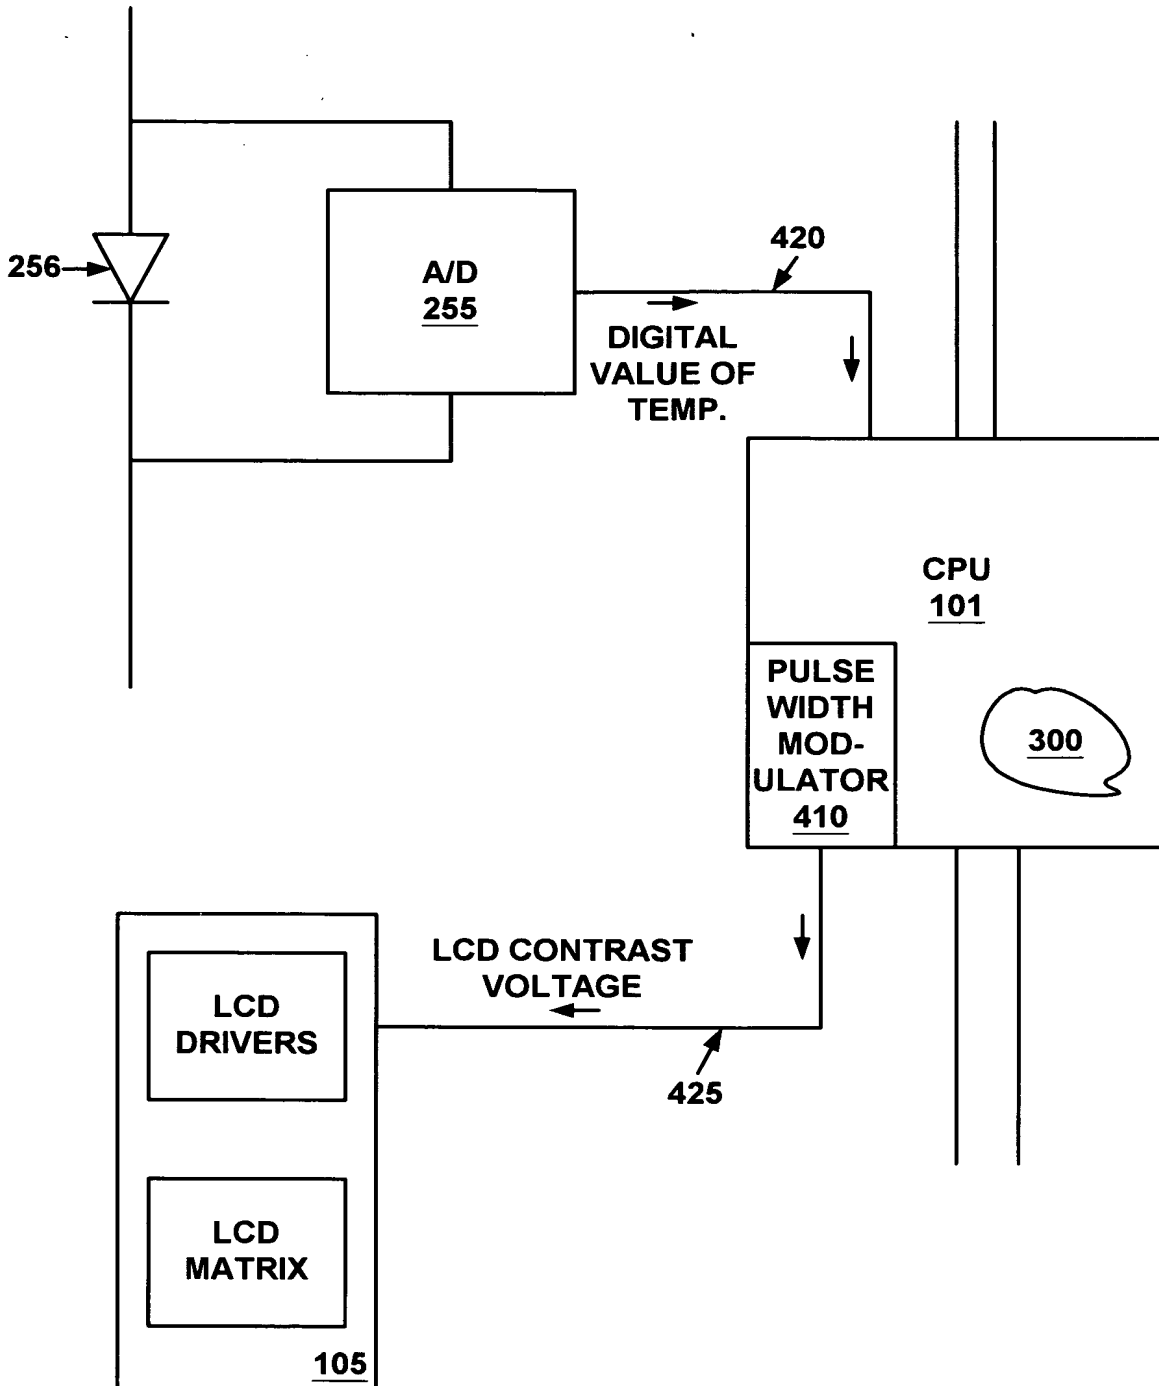 256
A/D
255
420
DIGITAL
VALUE OF
TEMP.
CPU
101
PULSE
WIDTH
MOD-
ULATOR
410
300
LCD CONTRAST
VOLTAGE
425
LCD
DRIVERS
LCD
MATRIX
105